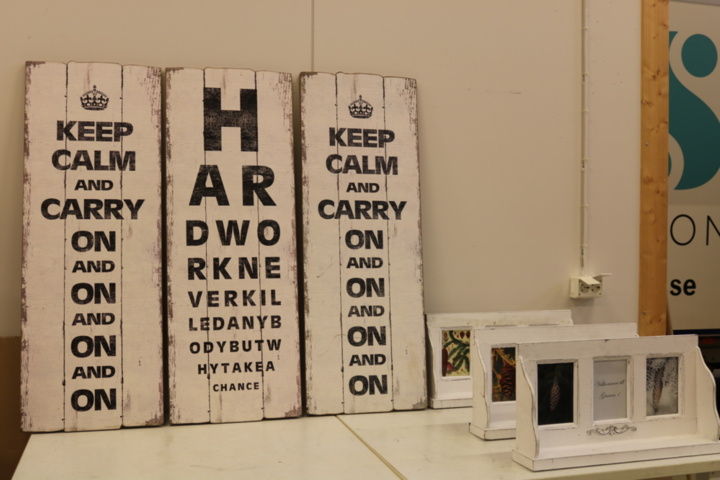 KEEP
CALM
AND
CARRY
ON
AND
ON
AND
ON
AND
ON
H
AR
DWO
RKNE
VERKIL
LEDANYB
ODYBUTW
HYTAKEA
CHANCE
KEEP
CALM
AND
CARRY
ON
AND
ON
AND
ON
AND
ON
ON
se